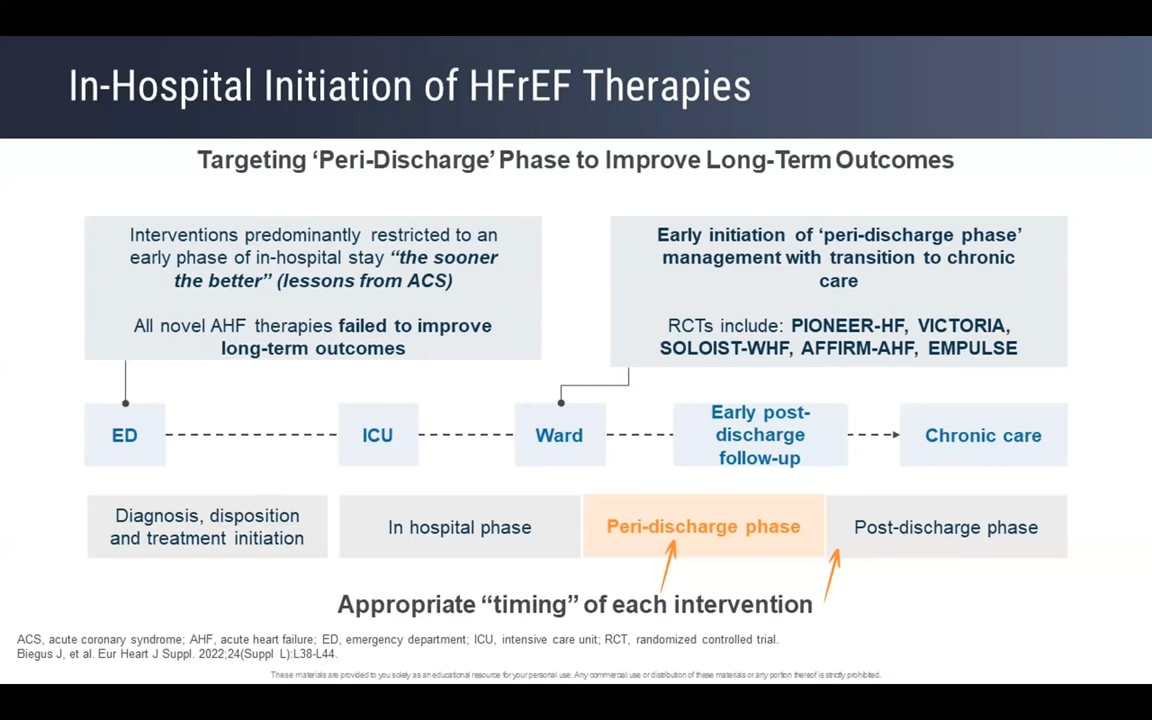 In-Hospital Initiation of HFrEF Therapies
Targeting ‘Peri-Discharge’ Phase to Improve Long-Term Outcomes
Interventions predominantly restricted to an
early phase of in-hospital stay “the sooner
the better” (lessons from ACS)
All novel AHF therapies failed to improve
long-term outcomes
Early initiation of ‘peri-discharge phase’
management with transition to chronic
care
RCTs include: PIONEER-HF, VICTORIA,
SOLOIST-WHF, AFFIRM-AHF, EMPULSE
ED
ICU
Ward
Early post-
discharge
follow-up
Chronic care
Diagnosis, disposition
and treatment initiation
In hospital phase
Peri-discharge phase
Post-discharge phase
Appropriate “timing” of each intervention
ACS, acute coronary syndrome; AHF, acute heart failure; ED, emergency department; ICU, intensive care unit; RCT, randomized controlled trial.
Biegus J, et al. Eur Heart J Suppl. 2022;24(Suppl L):L38-L44.
These materials are provided to you solely as an educational resource for your personal use. Any commercial use or distribution of these materials or any portion thereof is strictly prohibited.